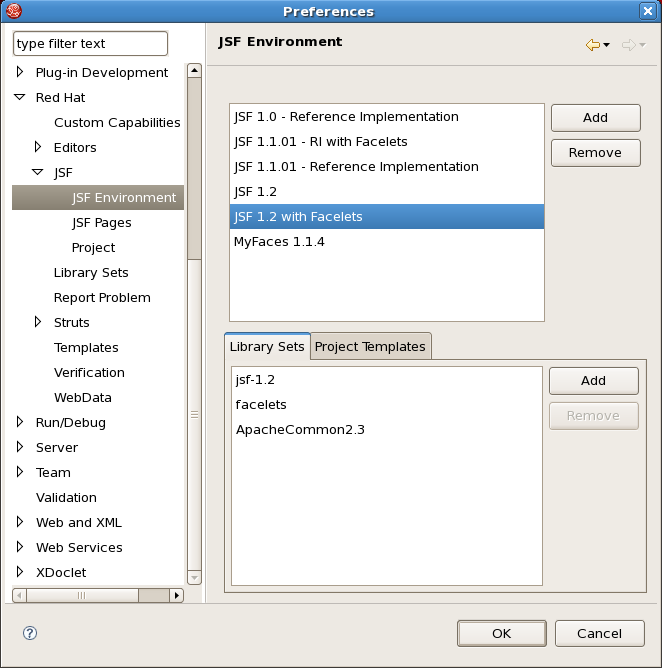 Preferences
type filter text
Plug-in Development
Red Hat
Custom Capabilities
Editors
JSF
JSF Environment
JSF Pages
Project
Library Sets
Report Problem
Struts
Templates
Verification
WebData
Run/Debug
Server
Team
Validation
Web and XML
Web Services
XDoclet
JSF Environment
JSF 1.0 - Reference Implementation
JSF 1.1.01 - RI with Facelets
JSF 1.1.01 - Reference Implementation
JSF 1.2
JSF 1.2 with Facelets
MyFaces 1.1.4
Add
Remove
Library Sets
Project Templates
jsf-1.2
facelets
ApacheCommon2.3
Add
Remove
?
OK
Cancel